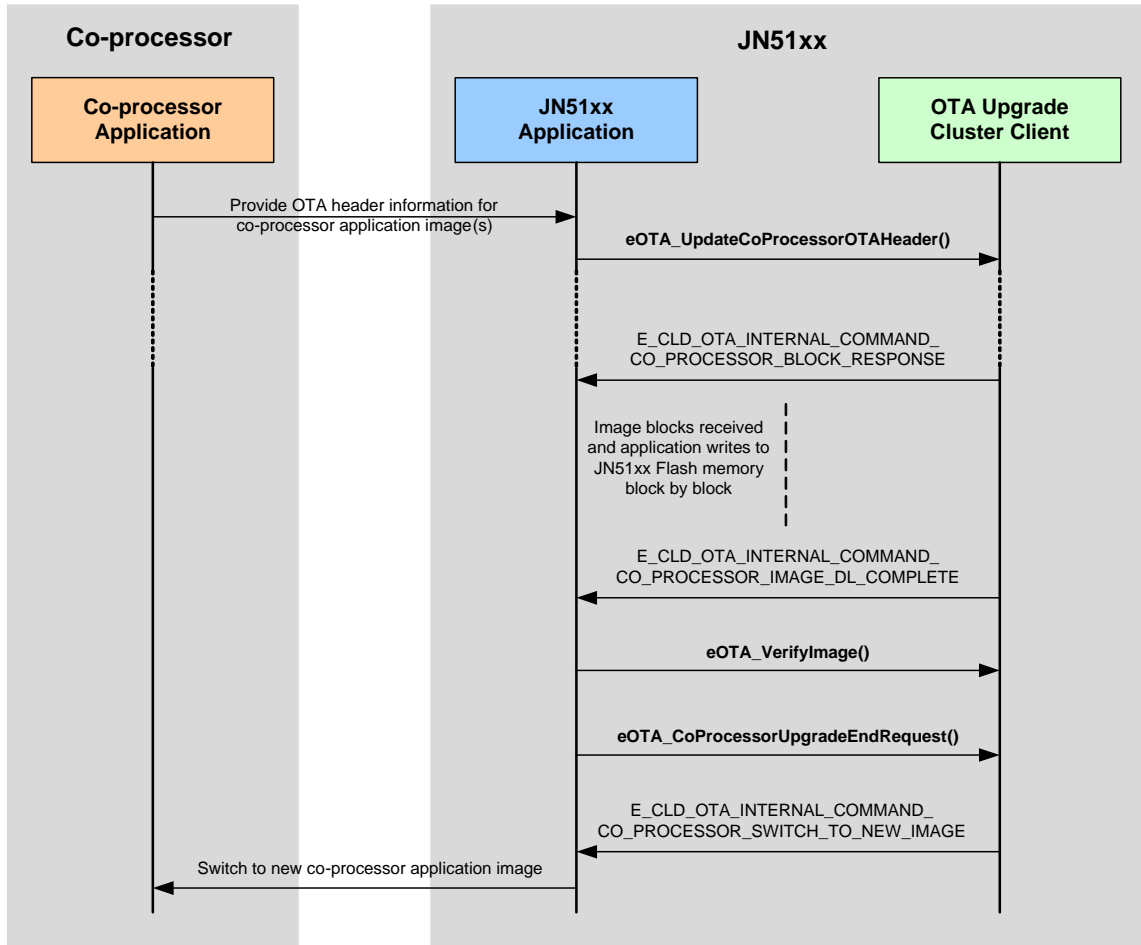 Co-processor
JN51xx
Co-processor
Application
JN51xx
Application
OTA Upgrade
Cluster Client
Provide OTA header information for
co-processor application image(s)
eOTA_UpdateCoProcessorOTAHeader()
E_CLD_OTA_INTERNAL_COMMAND_
CO_PROCESSOR_BLOCK_RESPONSE
Image blocks received
and application writes to
JN51xx Flash memory
block by block
E_CLD_OTA_INTERNAL_COMMAND_
CO_PROCESSOR_IMAGE_DL_COMPLETE
eOTA_VerifyImage()
eOTA_CoProcessorUpgradeEndRequest()
E_CLD_OTA_INTERNAL_COMMAND_
CO_PROCESSOR_SWITCH_TO_NEW_IMAGE
Switch to new co-processor application image